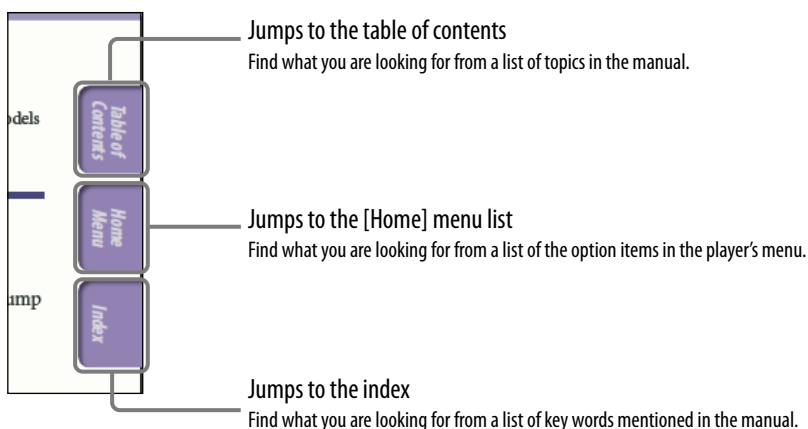 Jumps to the table of contents
Find what you are looking for from a list of topics in the manual.
odels
Table of
Contents
Home
Menu
Jumps to the [Home] menu list
Find what you are looking for from a list of the option items in the player’s menu.
ump
Index
Jumps to the index
Find what you are looking for from a list of key words mentioned in the manual.